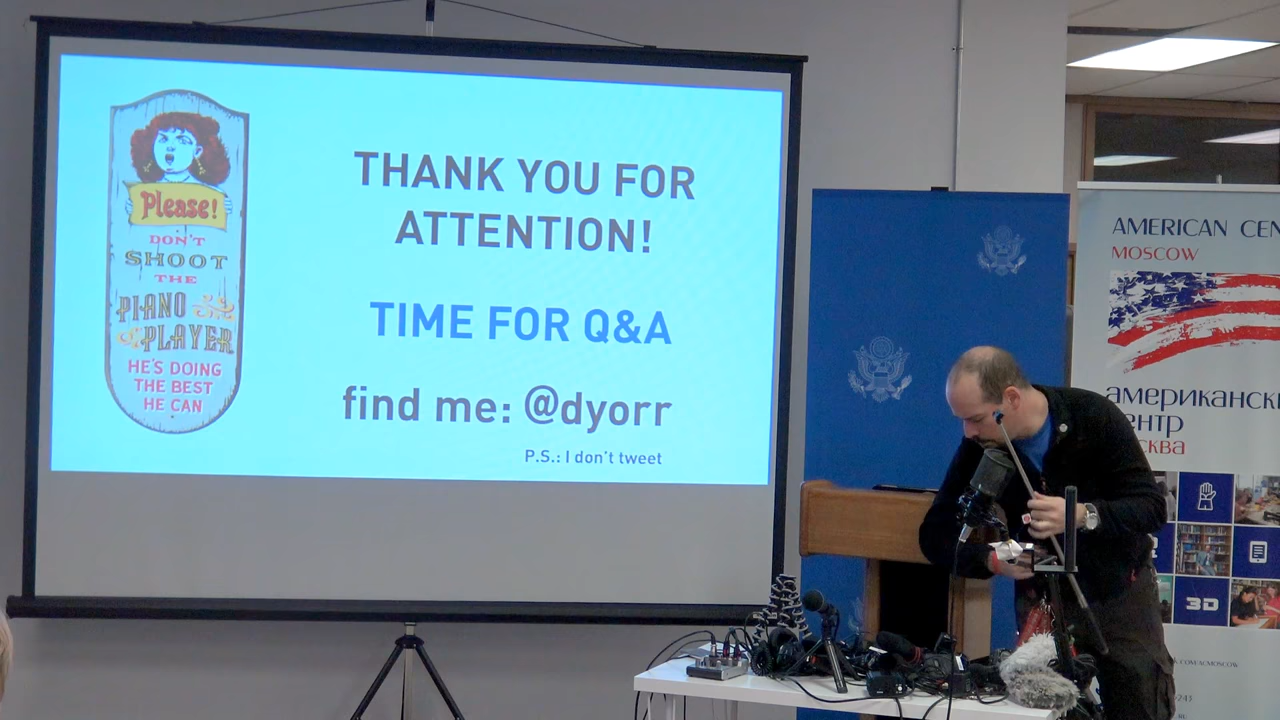 Please!
DON'T
SHOOT
THE
PIANO
PLAYER
HE'S DOING
THE BEST
HE CAN
THANK YOU FOR
ATTENTION!
TIME FOR Q&A
find me: @dyorr
P.S.: I don't tweet
AMERICAN CEN
MOSCOW
американск
центр
сква
3D